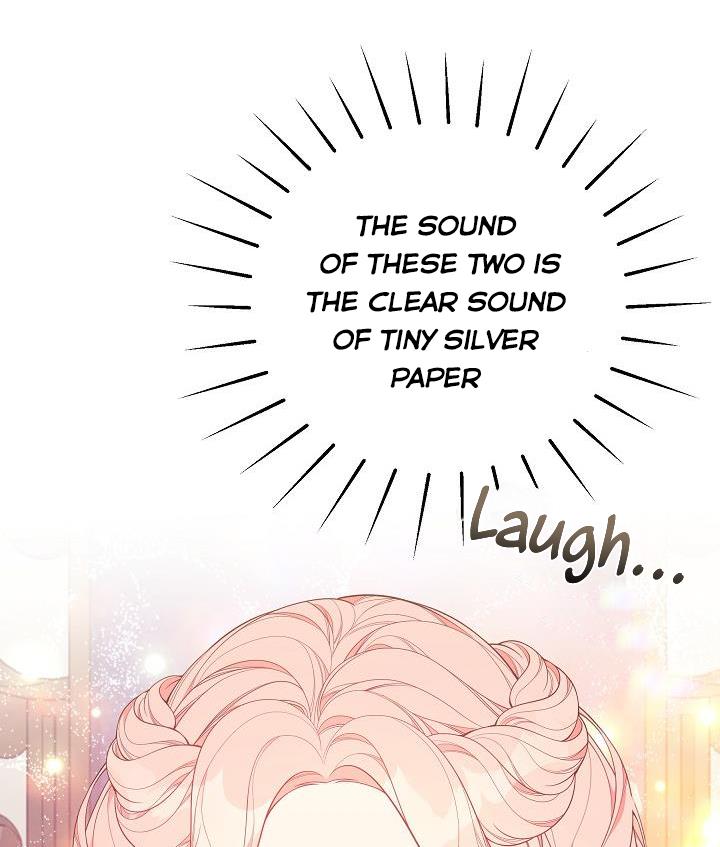 THE SOUND
OF THESE TWO IS
THE CLEAR SOUND
OF TINY SILVER
PAPER
Laugh...